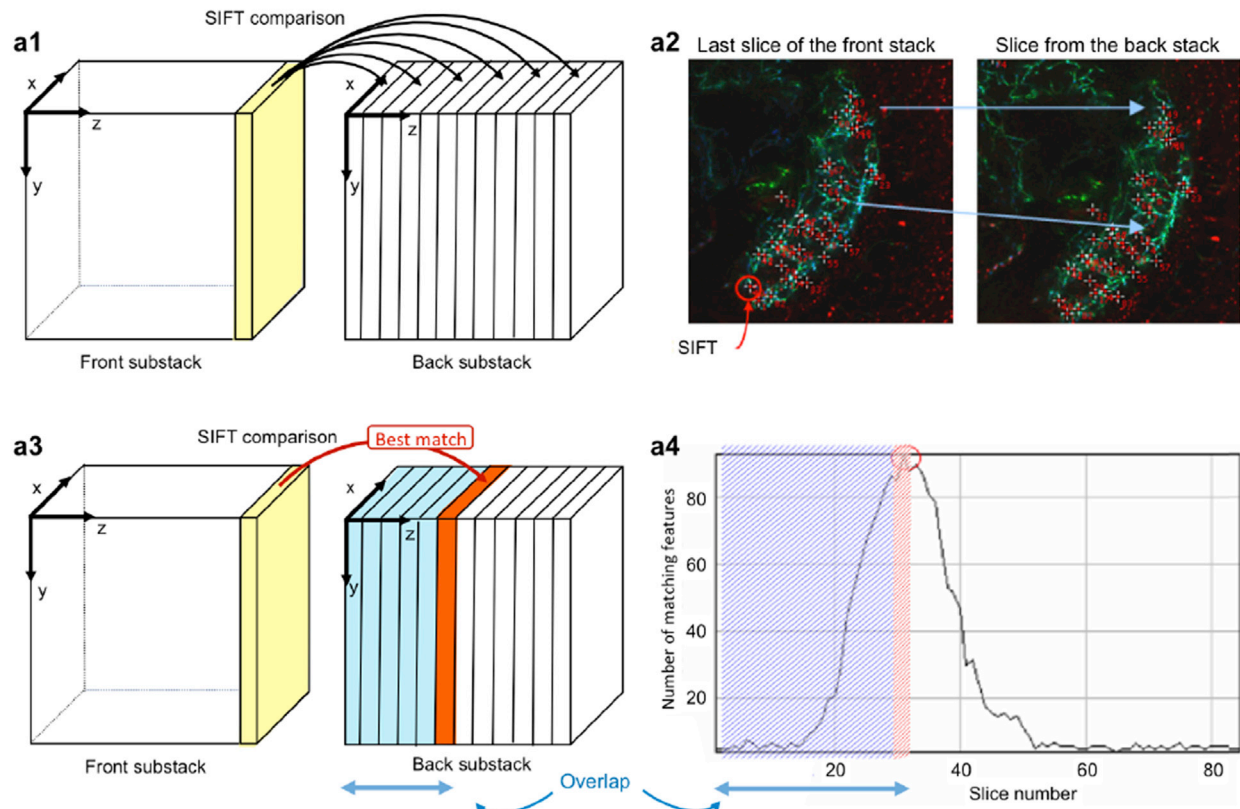 a1
SIFT comparison
x
z
y
Front substack
x
z
y
Back substack
a2
Last slice of the front stack
Slice from the back stack
SIFT
a3
SIFT comparison
Best match
x
z
y
Front substack
x
z
y
Back substack
Overlap
a4
Number of matching features
80
60
40
20
20
40
60
80
Slice number